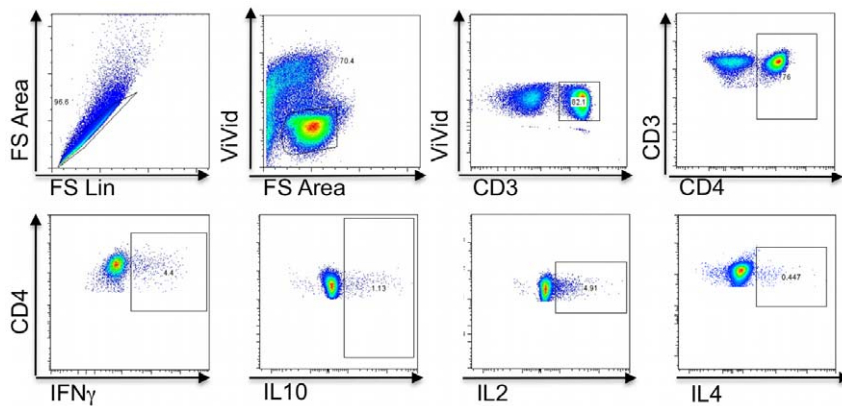 FS Area
96.6
FS Lin
ViVid
70.4
FS Area
ViVid
82.1
CD3
CD3
76
CD4
CD4
4.4
IFNγ
1.13
IL10
4.91
IL2
0.447
IL4